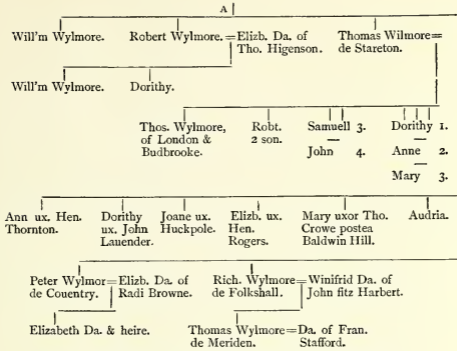 A
Will'm Wylmore. Robert Wylmore.=Elizb. Da. of Thomas Wilmore=
Tho. Higenson. de Stareton.
Will'm Wylmore. Dorithy.
Thos. Wylmore, Robt. Samuell 3. Dorithy 1.
of London & 2 son. — —
Budbrooke. John 4. Anne 2.
—
Mary 3.
Ann ux. Hen. Dorithy Joane ux. Elizb. ux. Mary uxor Tho. Audria.
Thornton. ux. John Huckpole. Hen. Crowe postea
Lauender. Rogers. Baldwin Hill.
Peter Wylmor=Elizb. Da. of Rich. Wylmore=Winifrid Da. of
de Couentry. Radi Browne. de Folkshall. John fitz Harbert.
Elizabeth Da. & heire. Thomas Wylmore=Da. of Fran.
de Meriden. Stafford.